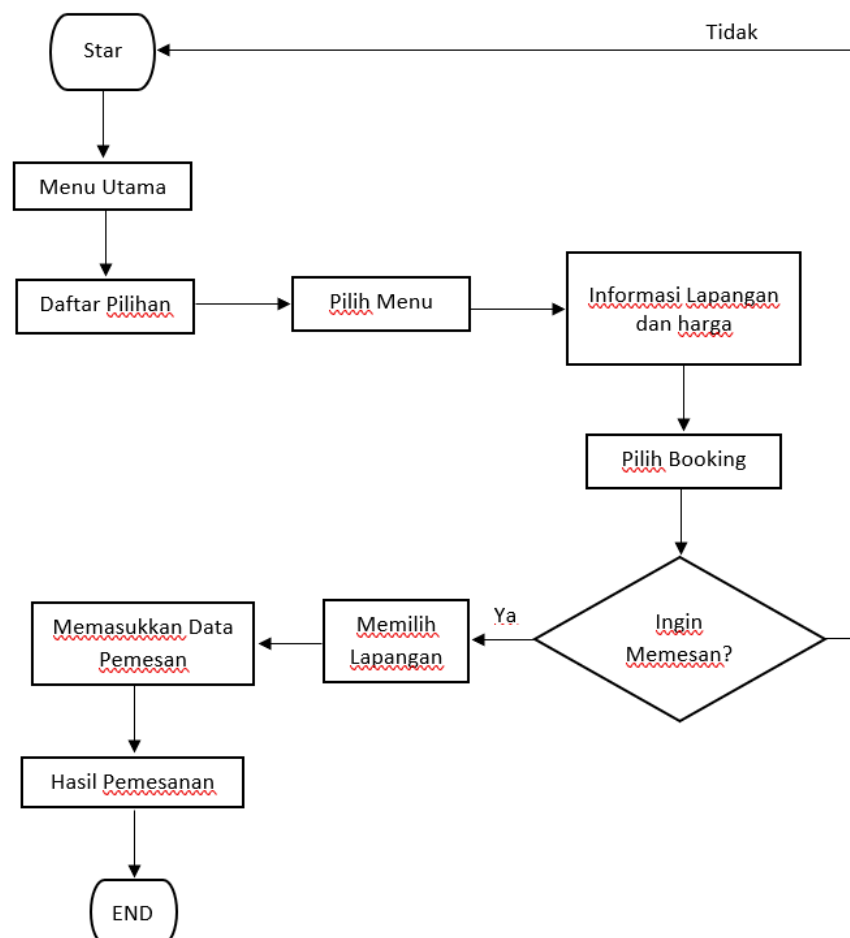 Star
Tidak
Menu Utama
Daftar Pilihan
Pilih Menu
Informasi Lapangan
dan harga
Pilih Booking
Ingin
Memesan?
Ya
Memilih
Lapangan
Memasukkan Data
Pemesan
Hasil Pemesanan
END